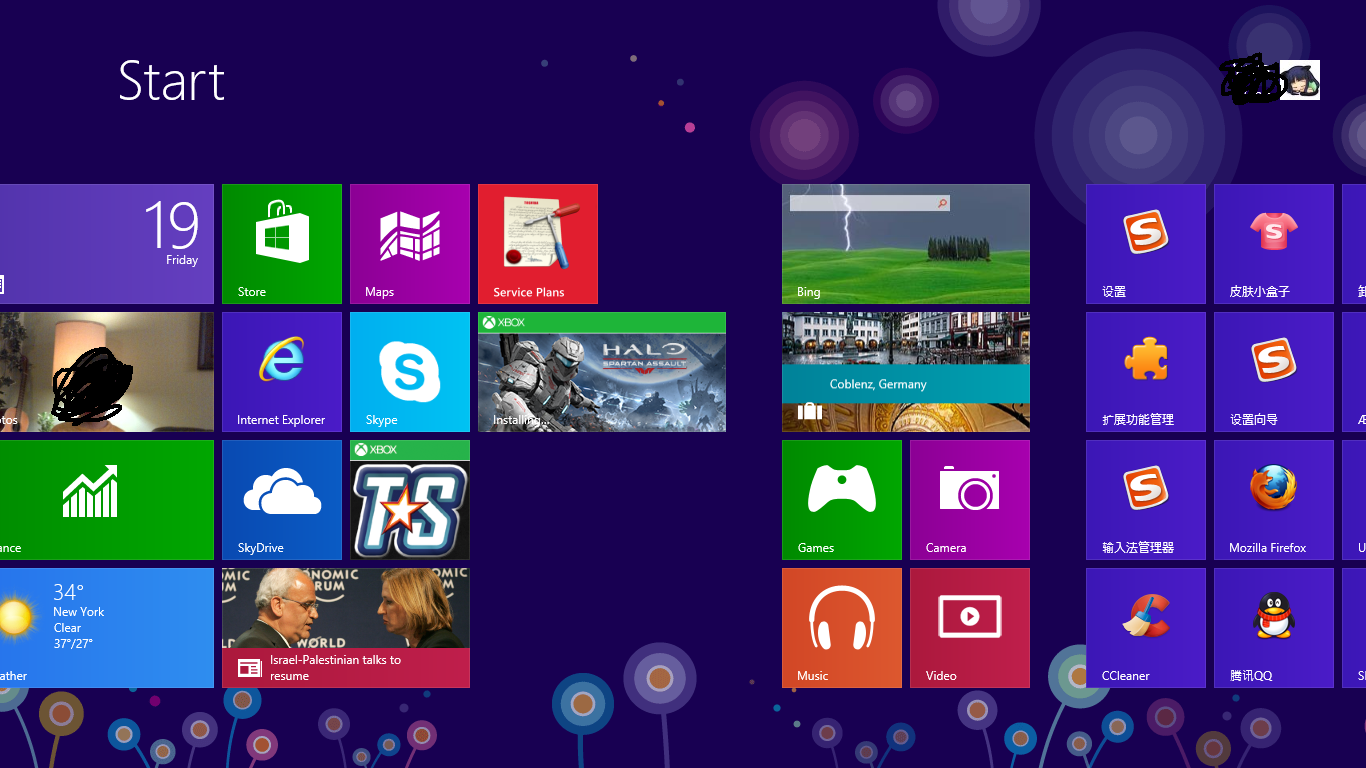 Start
19
Friday
Store
Maps
Service Plans
Bing
设置
皮肤小盒子
Internet Explorer
Skype
XBOX
HALO
SPARTAN ASSAULT
Installing...
Coblenz, Germany
扩展功能管理
设置向导
SkyDrive
XBOX
TS
Games
Camera
输入法管理器
Mozilla Firefox
34°
New York
Clear
37°/27°
ECONOMIC
FORUM
WORLD
Israel-Palestinian talks to
resume
Music
Video
CCleaner
腾讯QQ